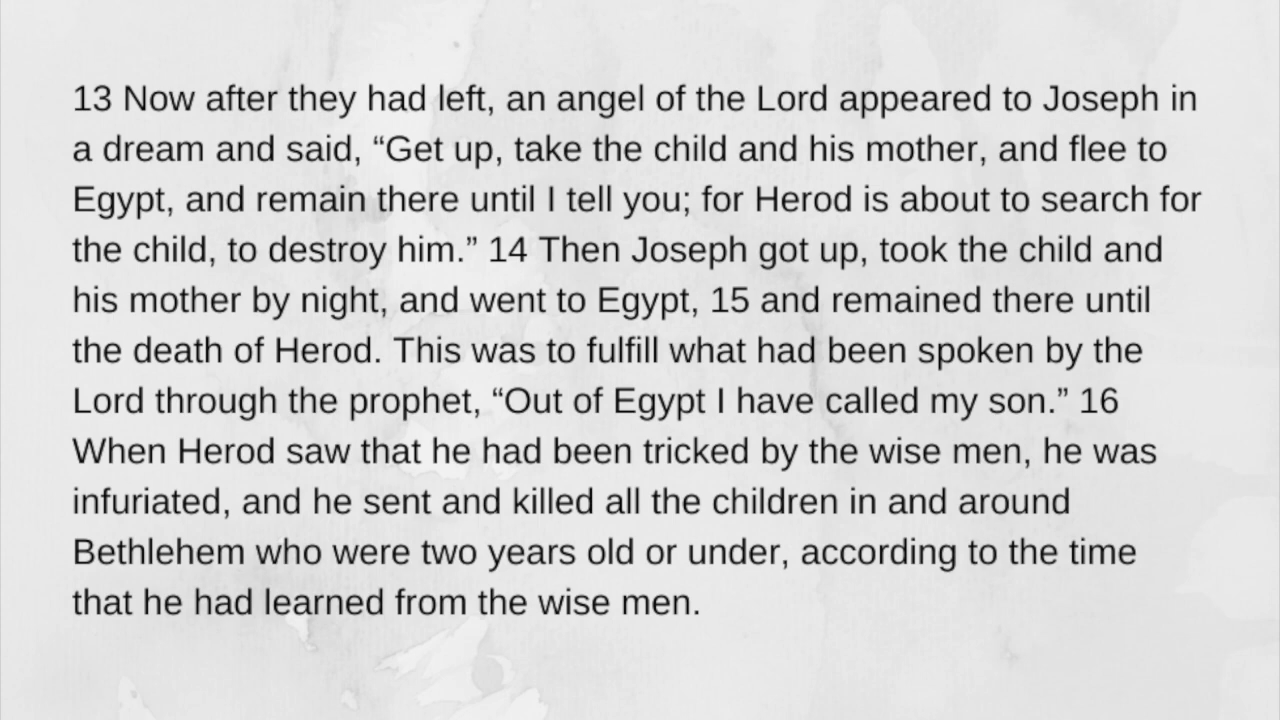 13 Now after they had left, an angel of the Lord appeared to Joseph in
a dream and said, “Get up, take the child and his mother, and flee to
Egypt, and remain there until I tell you; for Herod is about to search for
the child, to destroy him.” 14 Then Joseph got up, took the child and
his mother by night, and went to Egypt, 15 and remained there until
the death of Herod. This was to fulfill what had been spoken by the
Lord through the prophet, “Out of Egypt I have called my son.” 16
When Herod saw that he had been tricked by the wise men, he was
infuriated, and he sent and killed all the children in and around
Bethlehem who were two years old or under, according to the time
that he had learned from the wise men.